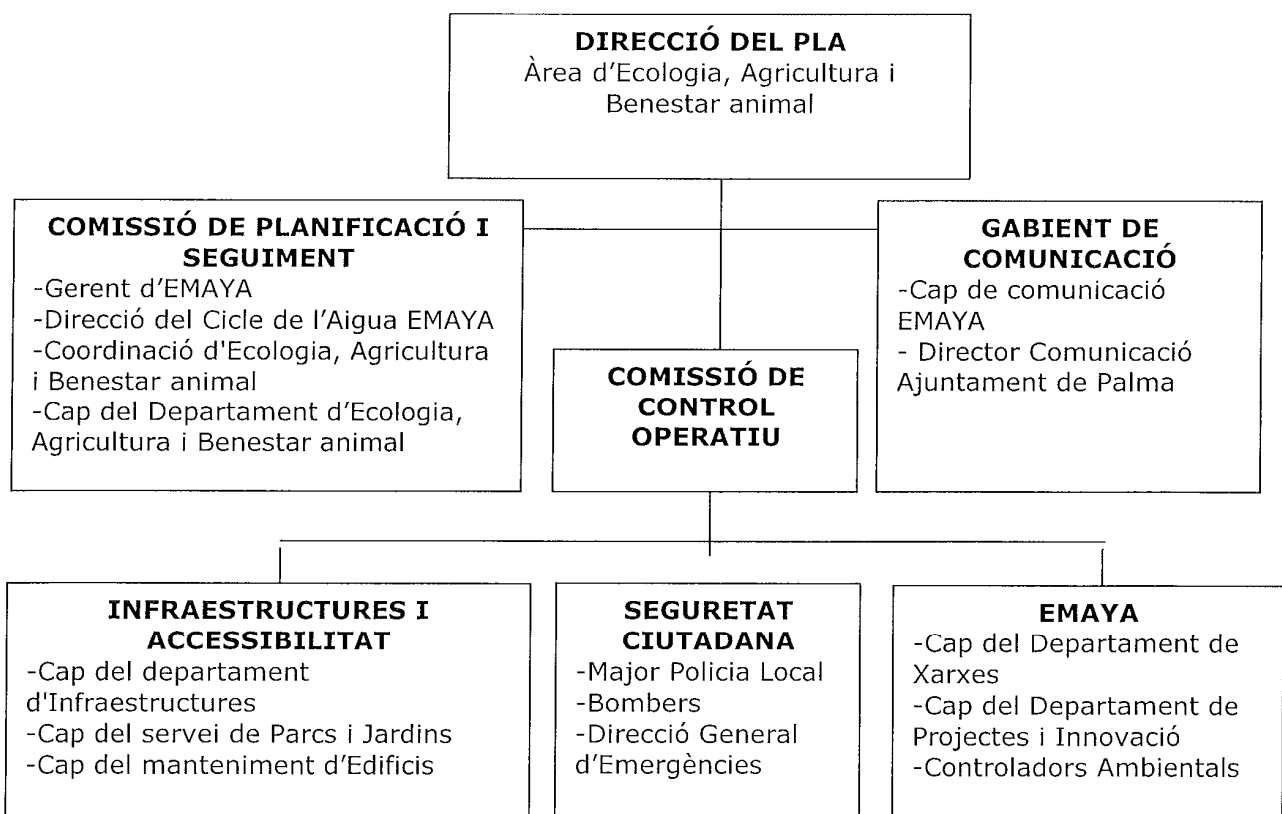 DIRECCIÓ DEL PLA
Àrea d'Ecologia, Agricultura i
Benestar animal
COMISSIÓ DE PLANIFICACIÓ I
SEGUIMENT
-Gerent d'EMAYA
-Direcció del Cicle de l'Aigua EMAYA
-Coordinació d'Ecologia, Agricultura
i Benestar animal
-Cap del Departament d'Ecologia,
Agricultura i Benestar animal
GABIENT DE
COMUNICACIÓ
-Cap de comunicació
EMAYA
- Director Comunicació
Ajuntament de Palma
COMISSIÓ DE
CONTROL
OPERATIU
INFRAESTRUCTURES I
ACCESSIBILITAT
-Cap del departament
d'Infraestructures
-Cap del servei de Parcs i Jardins
-Cap del manteniment d'Edificis
SEGURETAT
CIUTADANA
-Major Policia Local
-Bombers
-Direcció General
d'Emergències
EMAYA
-Cap del Departament de
Xarxes
-Cap del Departament de
Projectes i Innovació
-Controladors Ambientals